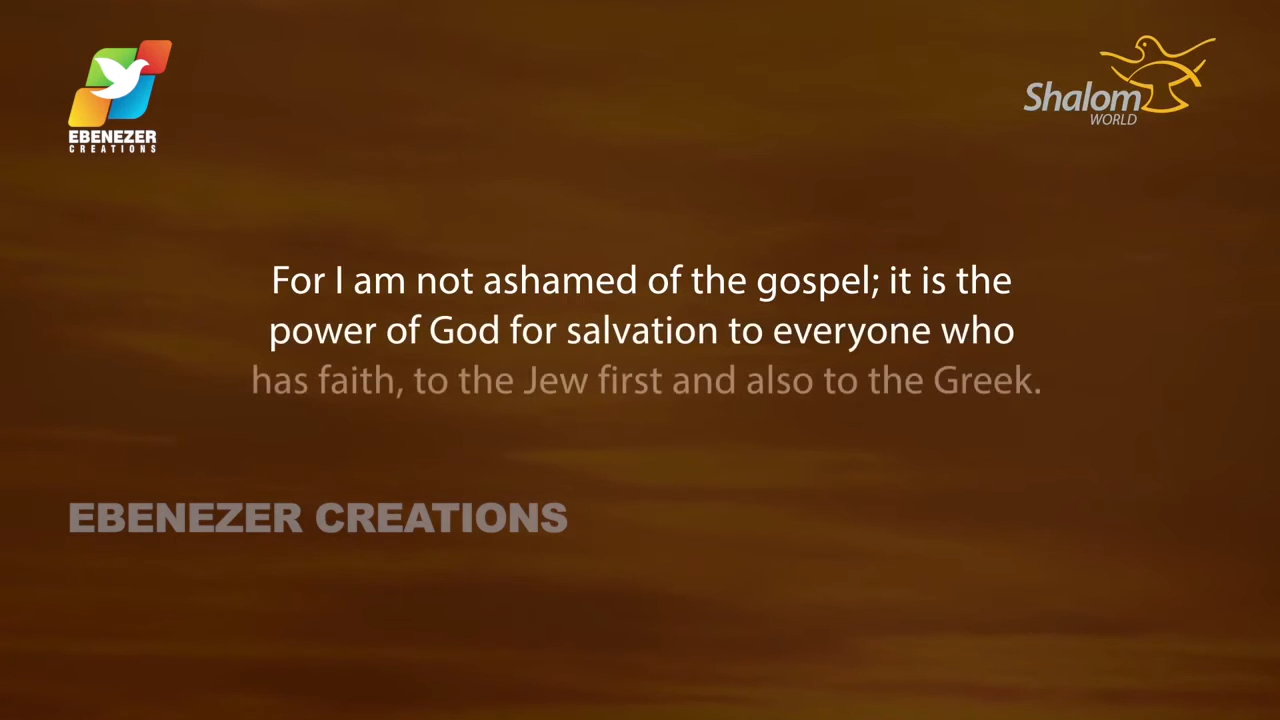 EBENEZER
CREATIONS
Shalom
WORLD
For I am not ashamed of the gospel; it is the
power of God for salvation to everyone who
has faith, to the Jew first and also to the Greek.
EBENEZER CREATIONS